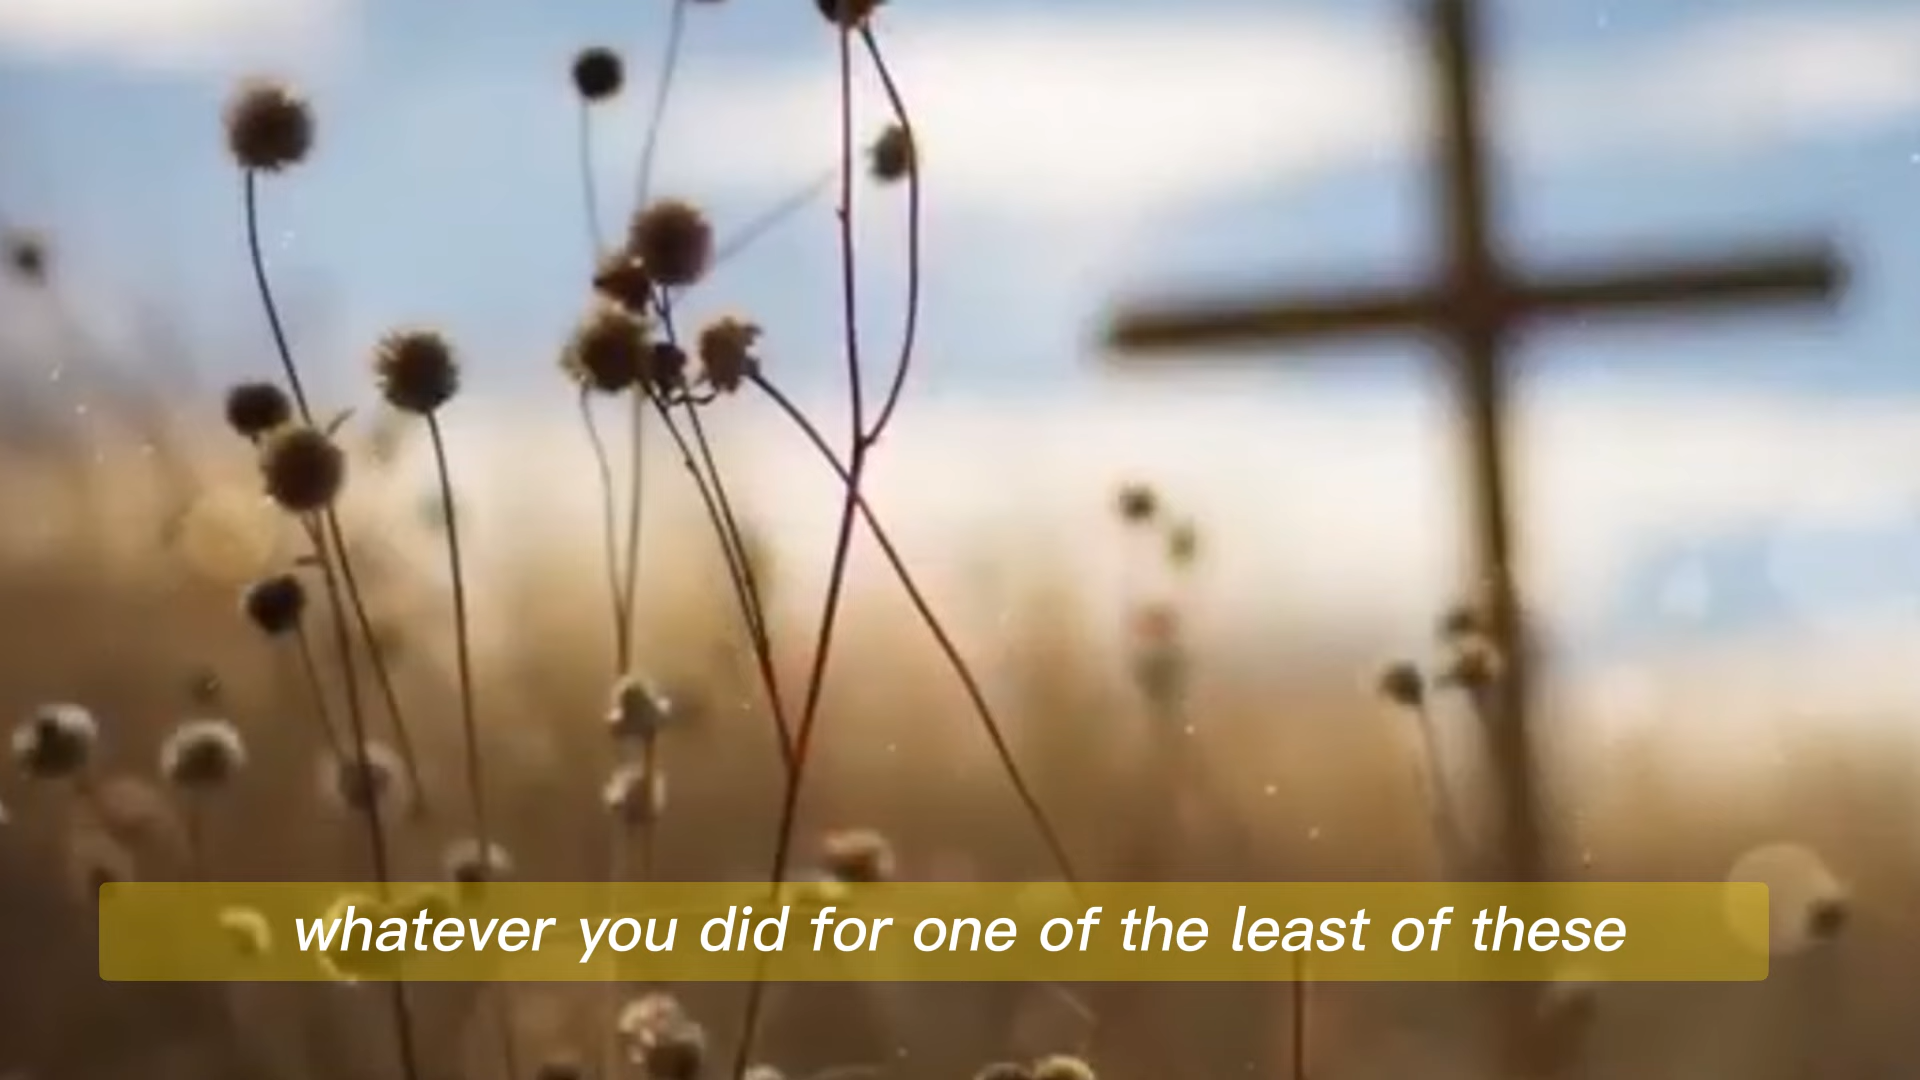 whatever you did for one of the least of these